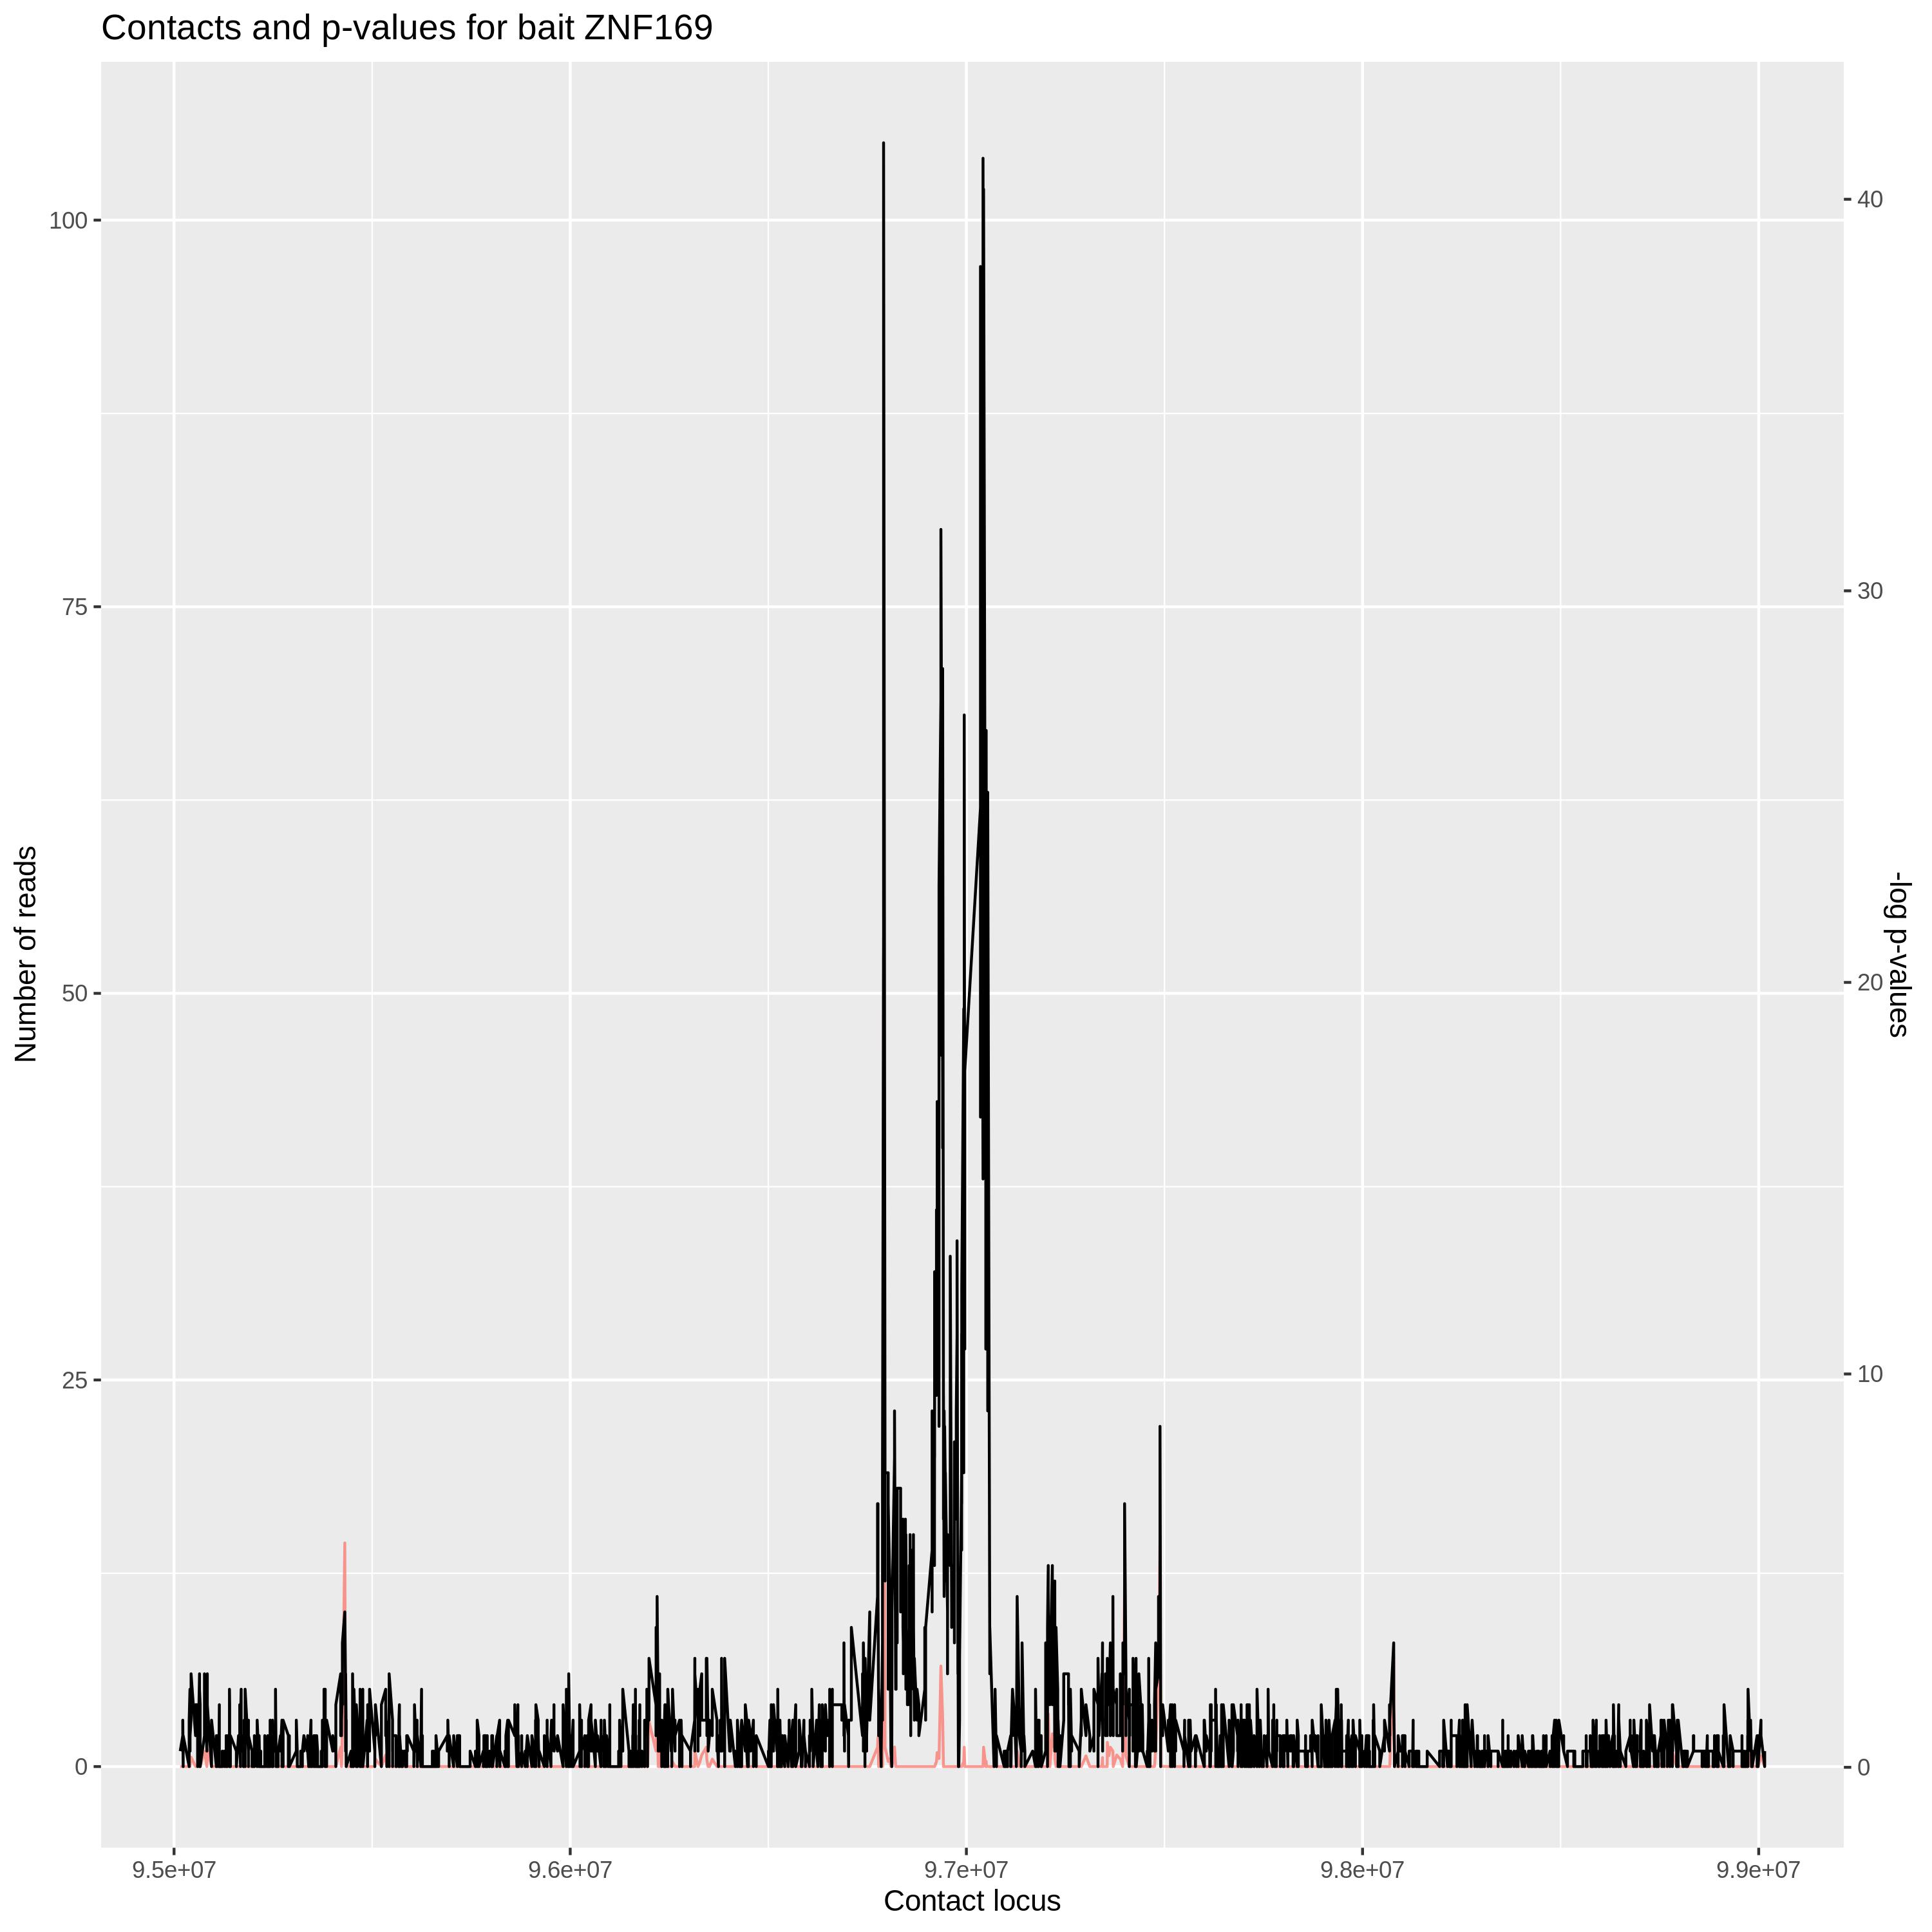 Contacts and p-values for bait ZNF169
100
75
50
25
0
Number of reads
40
30
20
10
0
-log p-values
9.5e+07
9.6e+07
9.7e+07
9.8e+07
9.9e+07
Contact locus